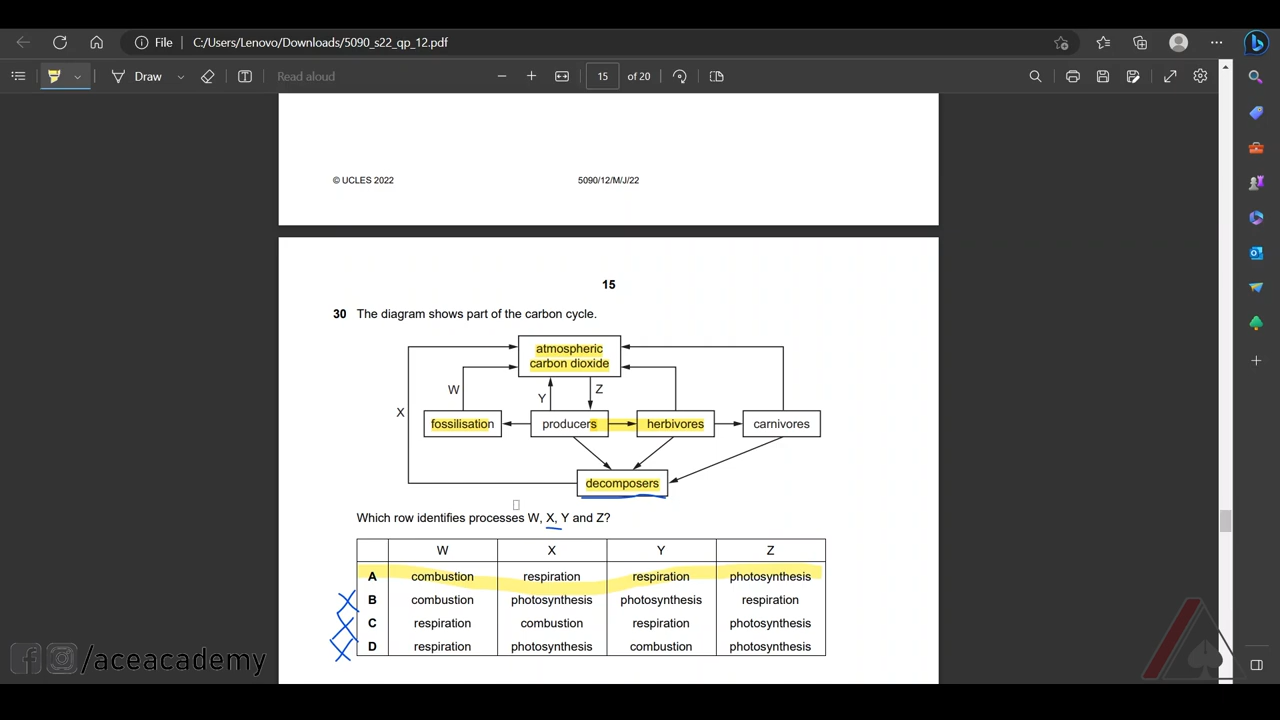 File C:/Users/Lenovo/Downloads/5090_s22_qp_12.pdf
Draw Read aloud 15 of 20
© UCLES 2022 5090/12/M/J/22
15
30 The diagram shows part of the carbon cycle.
atmospheric
carbon dioxide
W Y Z
X
fossilisation producers herbivores carnivores
decomposers
Which row identifies processes W, X, Y and Z?
W X Y Z
A combustion respiration respiration photosynthesis
B combustion photosynthesis photosynthesis respiration
C respiration combustion respiration photosynthesis
D respiration photosynthesis combustion photosynthesis
/aceacademy